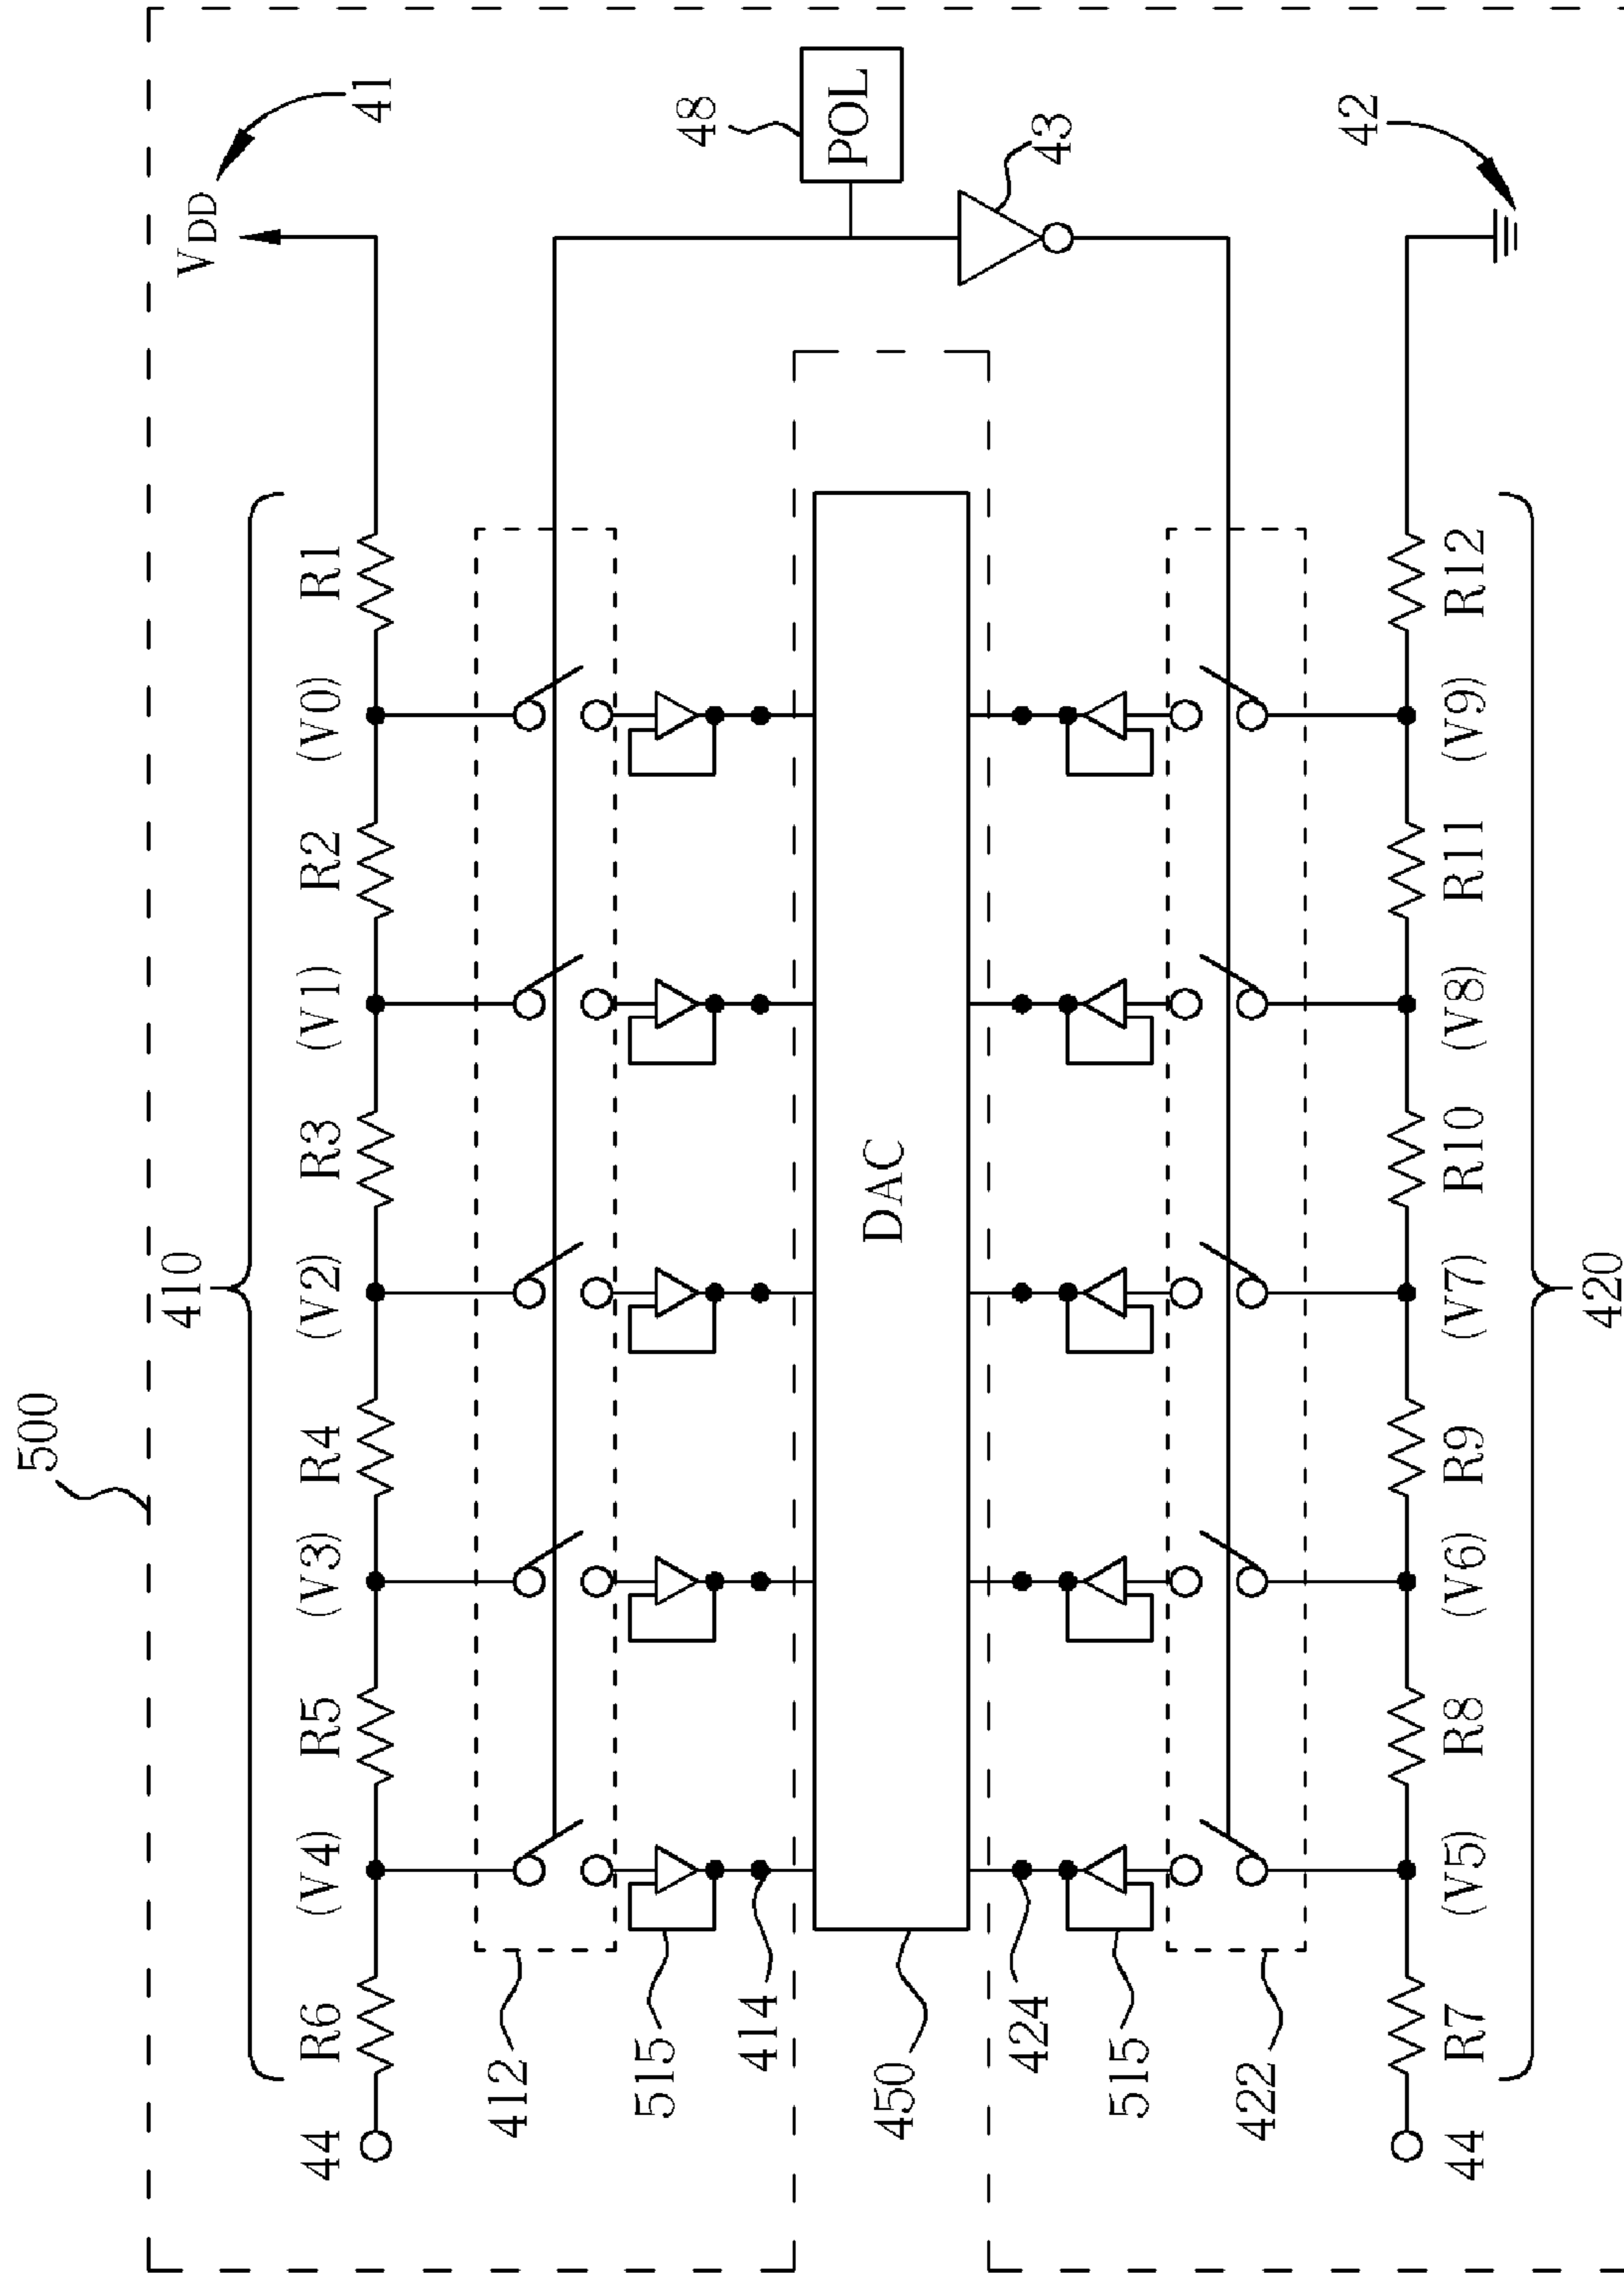 500
410
44 R6 (V4) R5 (V3) R4 (V2) R3 (V1) R2 (V0) R1
V_DD
41
412
515
414
450
DAC
48
POL
43
424
515
422
42
44 R7 (V5) R8 (V6) R9 (V7) R10 (V8) R11 (V9) R12
420